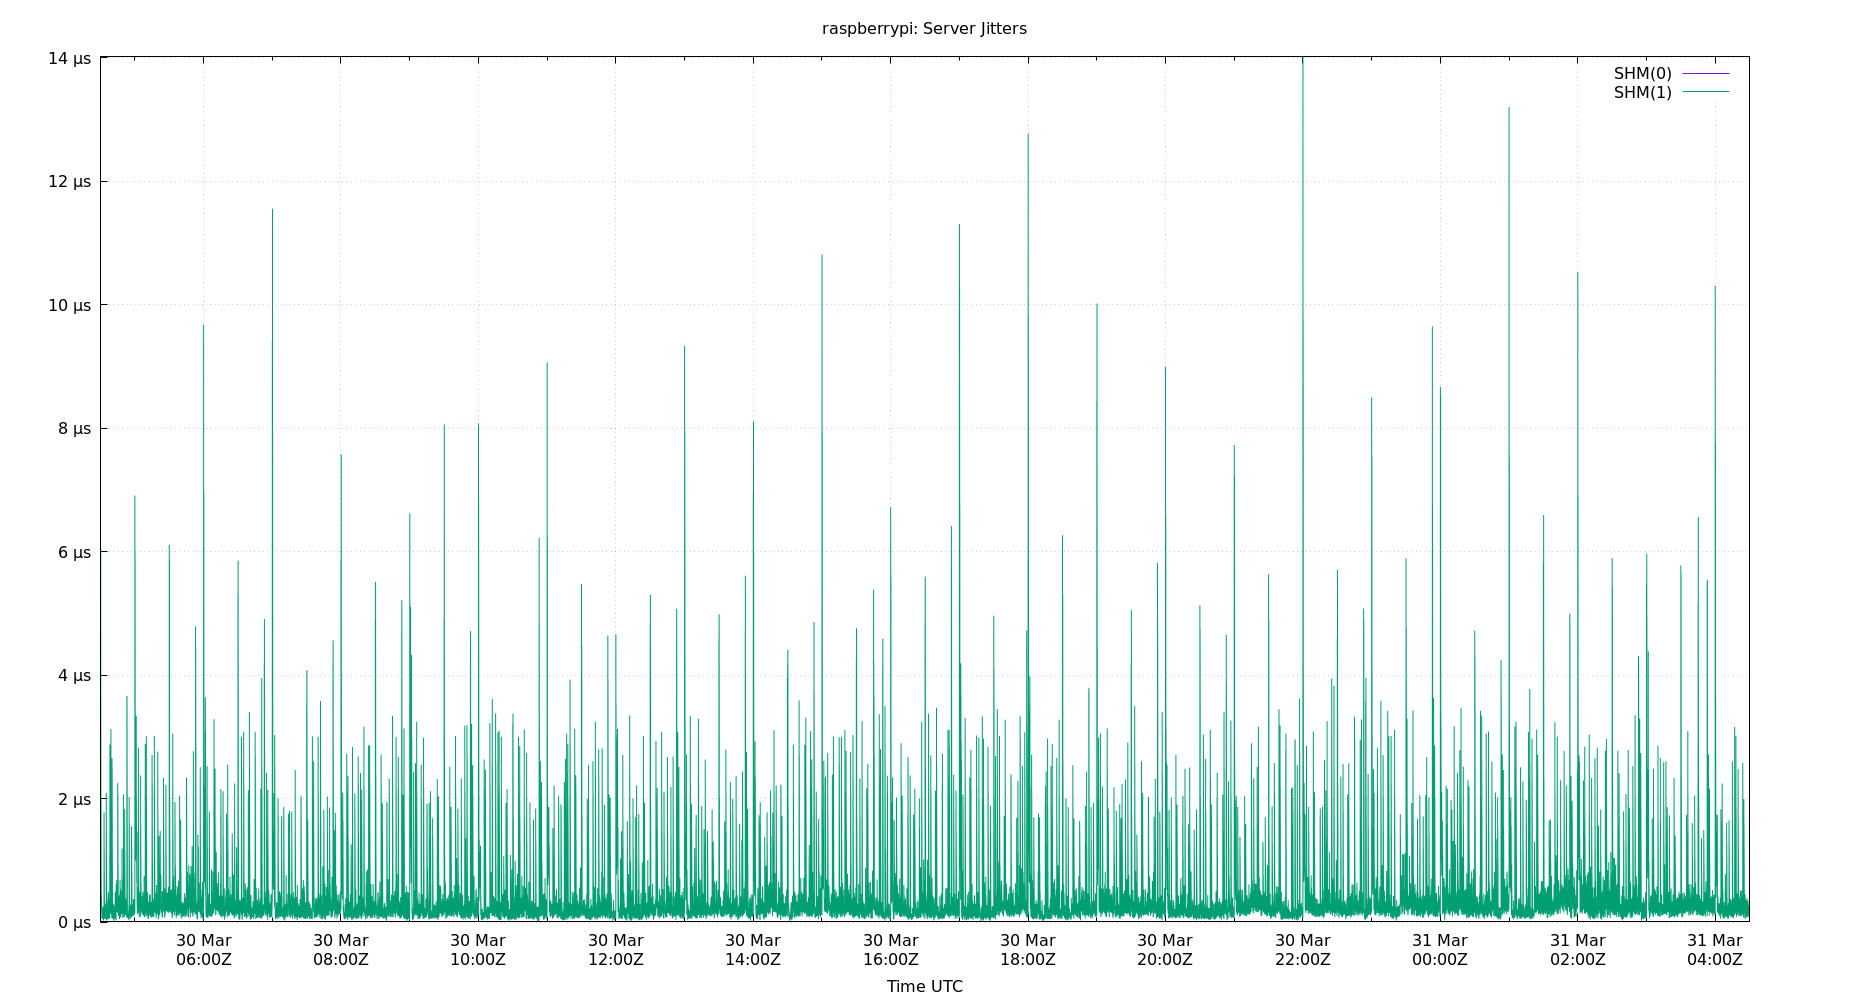 raspberrypi: Server Jitters
14 µs
12 µs
10 µs
8 µs
6 µs
4 µs
2 µs
0 µs
SHM(0)
SHM(1)
30 Mar 30 Mar 30 Mar 30 Mar 30 Mar 30 Mar 30 Mar 30 Mar 30 Mar 31 Mar 31 Mar 31 Mar
06:00Z 08:00Z 10:00Z 12:00Z 14:00Z 16:00Z 18:00Z 20:00Z 22:00Z 00:00Z 02:00Z 04:00Z
Time UTC